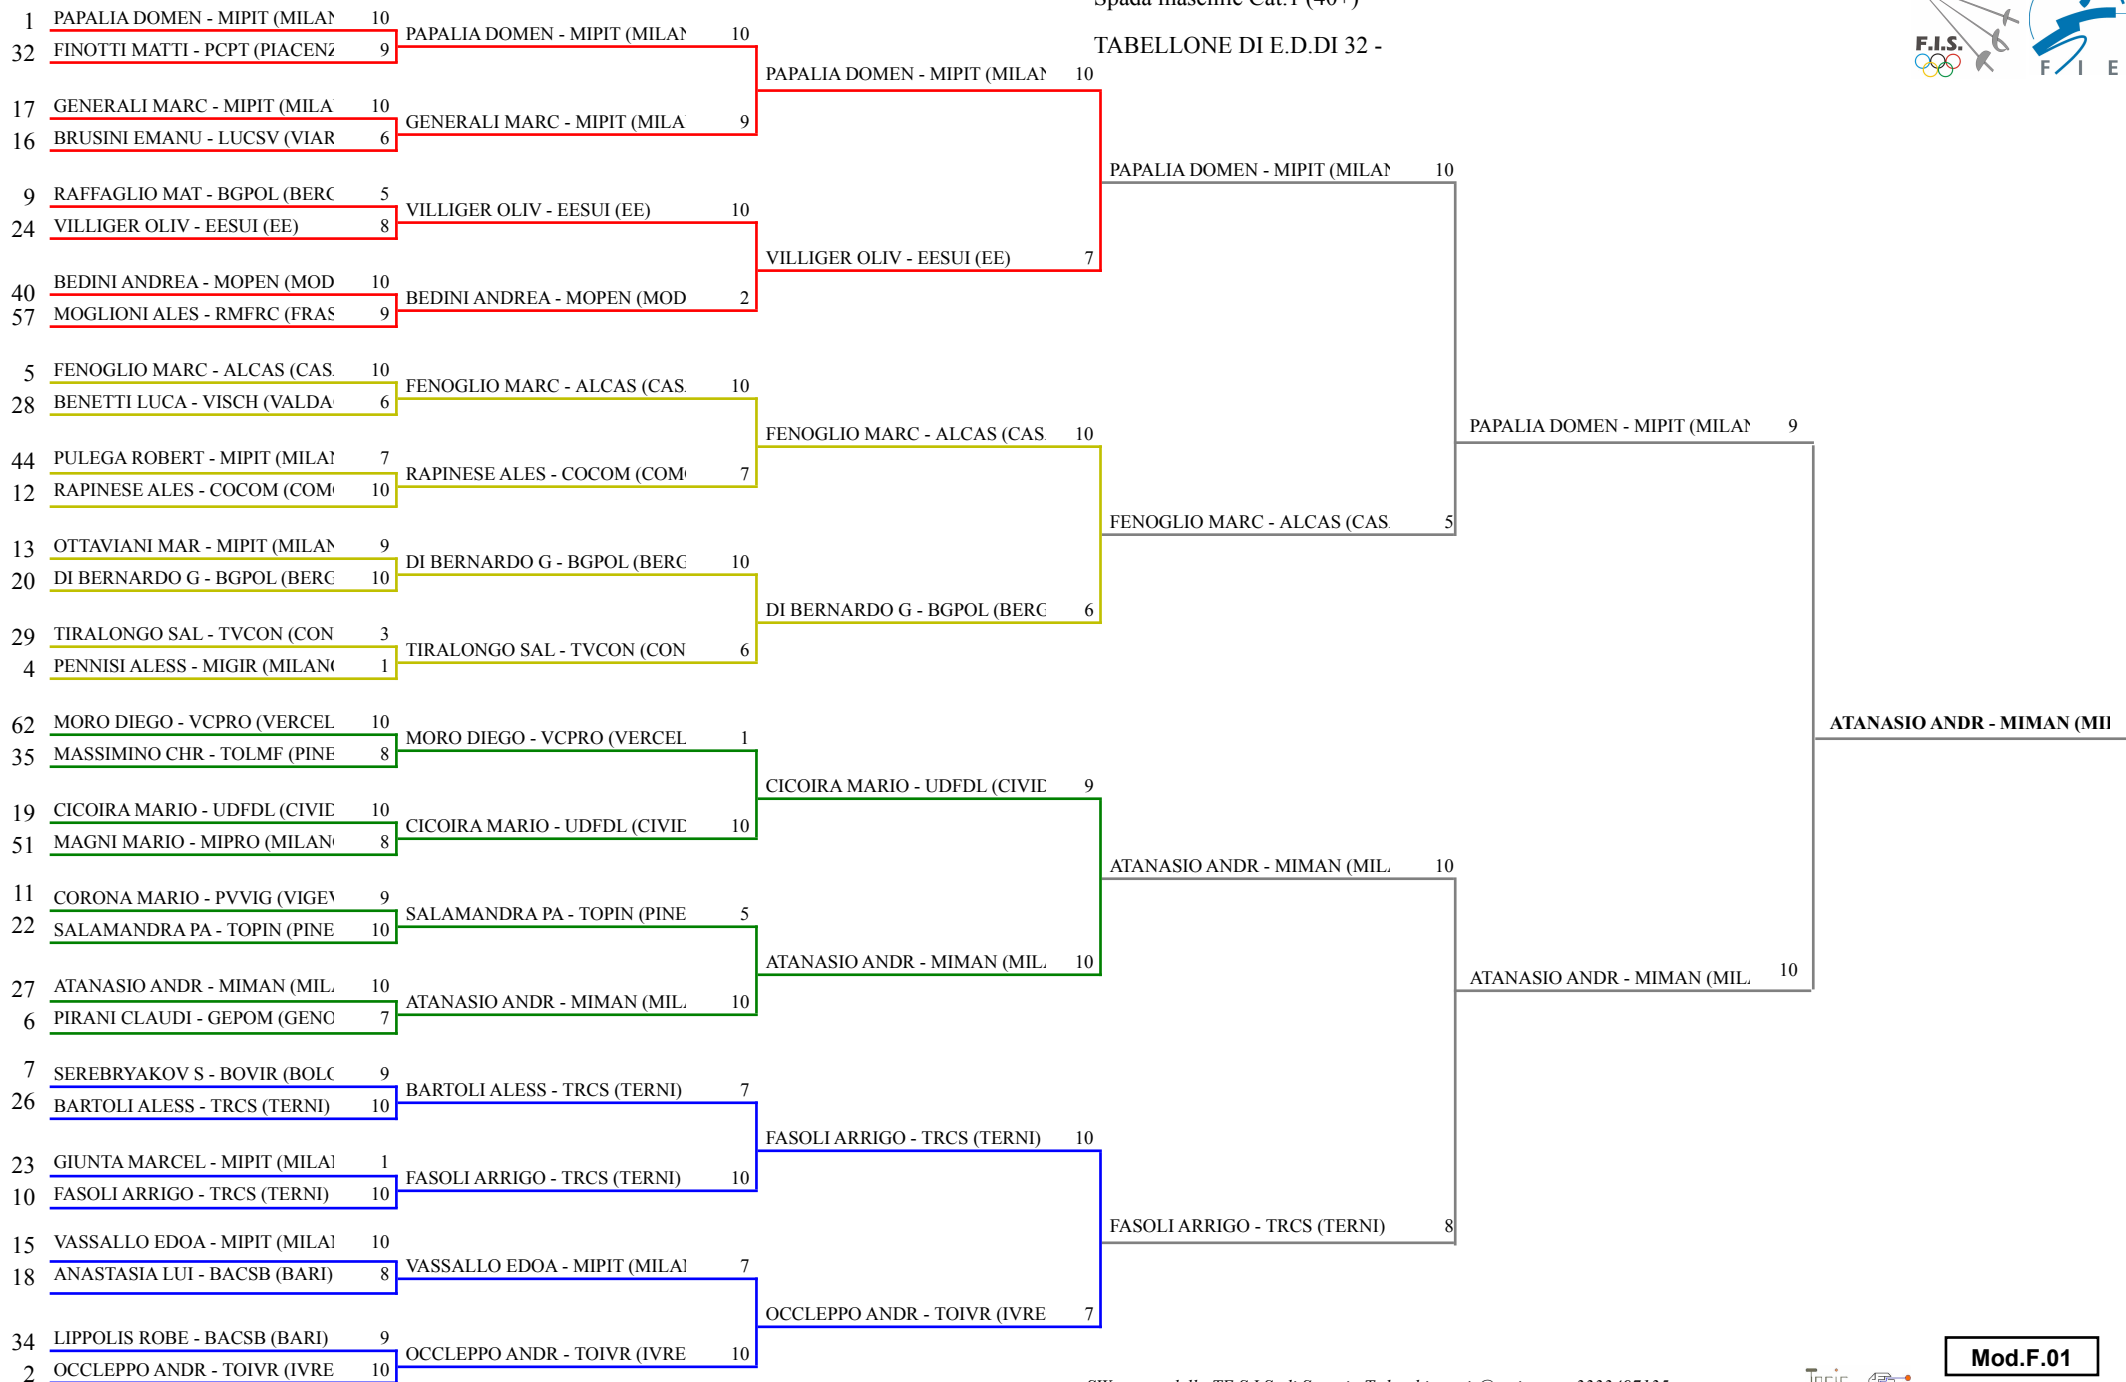 Spada maschile Cat.1 (40+)
TABELLONE DI E.D.DI 32 -
F.I.S.
F I E
1 PAPALIA DOMEN - MIPIT (MILAN 10
32 FINOTTI MATTI - PCPT (PIACENZ 9
17 GENERALI MARC - MIPIT (MILA 10
16 BRUSINI EMANU - LUCSV (VIAR 6
9 RAFFAGLIO MAT - BGPOL (BERG 5
24 VILLIGER OLIV - EESUI (EE) 8
40 BEDINI ANDREA - MOPEN (MOD 10
57 MOGLIONI ALES - RMFRC (FRAS 9
5 FENOGLIO MARC - ALCAS (CAS 10
28 BENETTI LUCA - VISCH (VALDA 6
44 PULEGA ROBERT - MIPIT (MILAN 7
12 RAPINESE ALES - COCOM (COM 10
13 OTTAVIANI MAR - MIPIT (MILAN 9
20 DI BERNARDO G - BGPOL (BERG 10
29 TIRALONGO SAL - TVCON (CON 3
4 PENNISI ALESS - MIGIR (MILAN 1
62 MORO DIEGO - VCPRO (VERCEL 10
35 MASSIMINO CHR - TOLMF (PINE 8
19 CICOIRA MARIO - UDFDL (CIVID 10
51 MAGNI MARIO - MIPRO (MILAN 8
11 CORONA MARIO - PVVIG (VIGEV 9
22 SALAMANDRA PA - TOPIN (PINE 10
27 ATANASIO ANDR - MIMAN (MIL 10
6 PIRANI CLAUDI - GEPOM (GENO 7
7 SEREBRYAKOV S - BOVIR (BOLO 9
26 BARTOLI ALESS - TRCS (TERNI) 10
23 GIUNTA MARCEL - MIPIT (MILAN 1
10 FASOLI ARRIGO - TRCS (TERNI) 10
15 VASSALLO EDOA - MIPIT (MILAN 10
18 ANASTASIA LUI - BACSB (BARI) 8
34 LIPPOLIS ROBE - BACSB (BARI) 9
2 OCCLEPPO ANDR - TOIVR (IVRE 10
PAPALIA DOMEN - MIPIT (MILAN 10
GENERALI MARC - MIPIT (MILA 9
VILLIGER OLIV - EESUI (EE) 10
BEDINI ANDREA - MOPEN (MOD 2
FENOGLIO MARC - ALCAS (CAS 10
RAPINESE ALES - COCOM (COM 7
DI BERNARDO G - BGPOL (BERG 10
TIRALONGO SAL - TVCON (CON 6
MORO DIEGO - VCPRO (VERCEL 1
CICOIRA MARIO - UDFDL (CIVID 10
SALAMANDRA PA - TOPIN (PINE 5
ATANASIO ANDR - MIMAN (MIL 10
BARTOLI ALESS - TRCS (TERNI) 7
FASOLI ARRIGO - TRCS (TERNI) 10
VASSALLO EDOA - MIPIT (MILAN 7
OCCLEPPO ANDR - TOIVR (IVRE 10
PAPALIA DOMEN - MIPIT (MILAN 10
VILLIGER OLIV - EESUI (EE) 7
FENOGLIO MARC - ALCAS (CAS 10
DI BERNARDO G - BGPOL (BERG 6
CICOIRA MARIO - UDFDL (CIVID 9
ATANASIO ANDR - MIMAN (MIL 10
FASOLI ARRIGO - TRCS (TERNI) 10
OCCLEPPO ANDR - TOIVR (IVRE 7
PAPALIA DOMEN - MIPIT (MILAN 10
FENOGLIO MARC - ALCAS (CAS 5
ATANASIO ANDR - MIMAN (MIL 10
FASOLI ARRIGO - TRCS (TERNI) 8
PAPALIA DOMEN - MIPIT (MILAN 9
ATANASIO ANDR - MIMAN (MIL 10
ATANASIO ANDR - MIMAN (MI
Mod.F.01